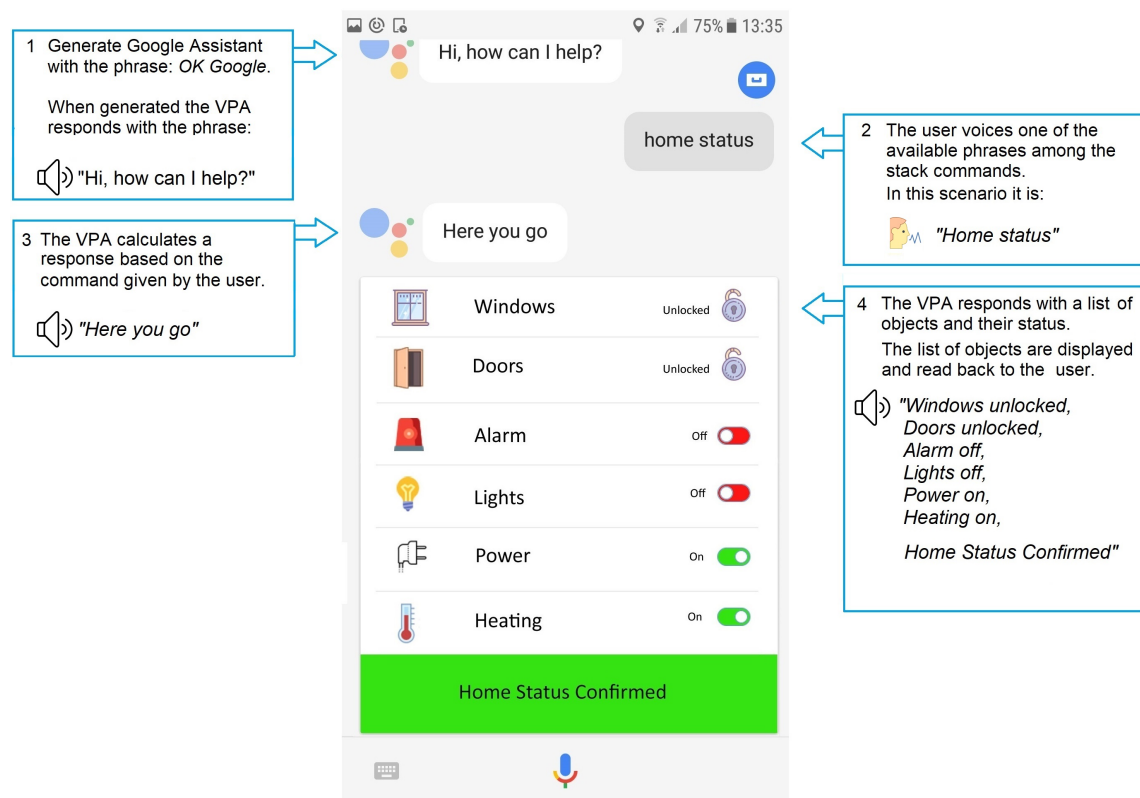 1 Generate Google Assistant
with the phrase: OK Google.
When generated the VPA
responds with the phrase:
"Hi, how can I help?"
75% 13:35
Hi, how can I help?
home status
2 The user voices one of the
available phrases among the
stack commands.
In this scenario it is:
"Home status"
3 The VPA calculates a
response based on the
command given by the user.
"Here you go"
Here you go
Windows Unlocked
Doors Unlocked
Alarm Off
Lights Off
Power On
Heating On
Home Status Confirmed
4 The VPA responds with a list of
objects and their status.
The list of objects are displayed
and read back to the user.
"Windows unlocked,
Doors unlocked,
Alarm off,
Lights off,
Power on,
Heating on,
Home Status Confirmed"